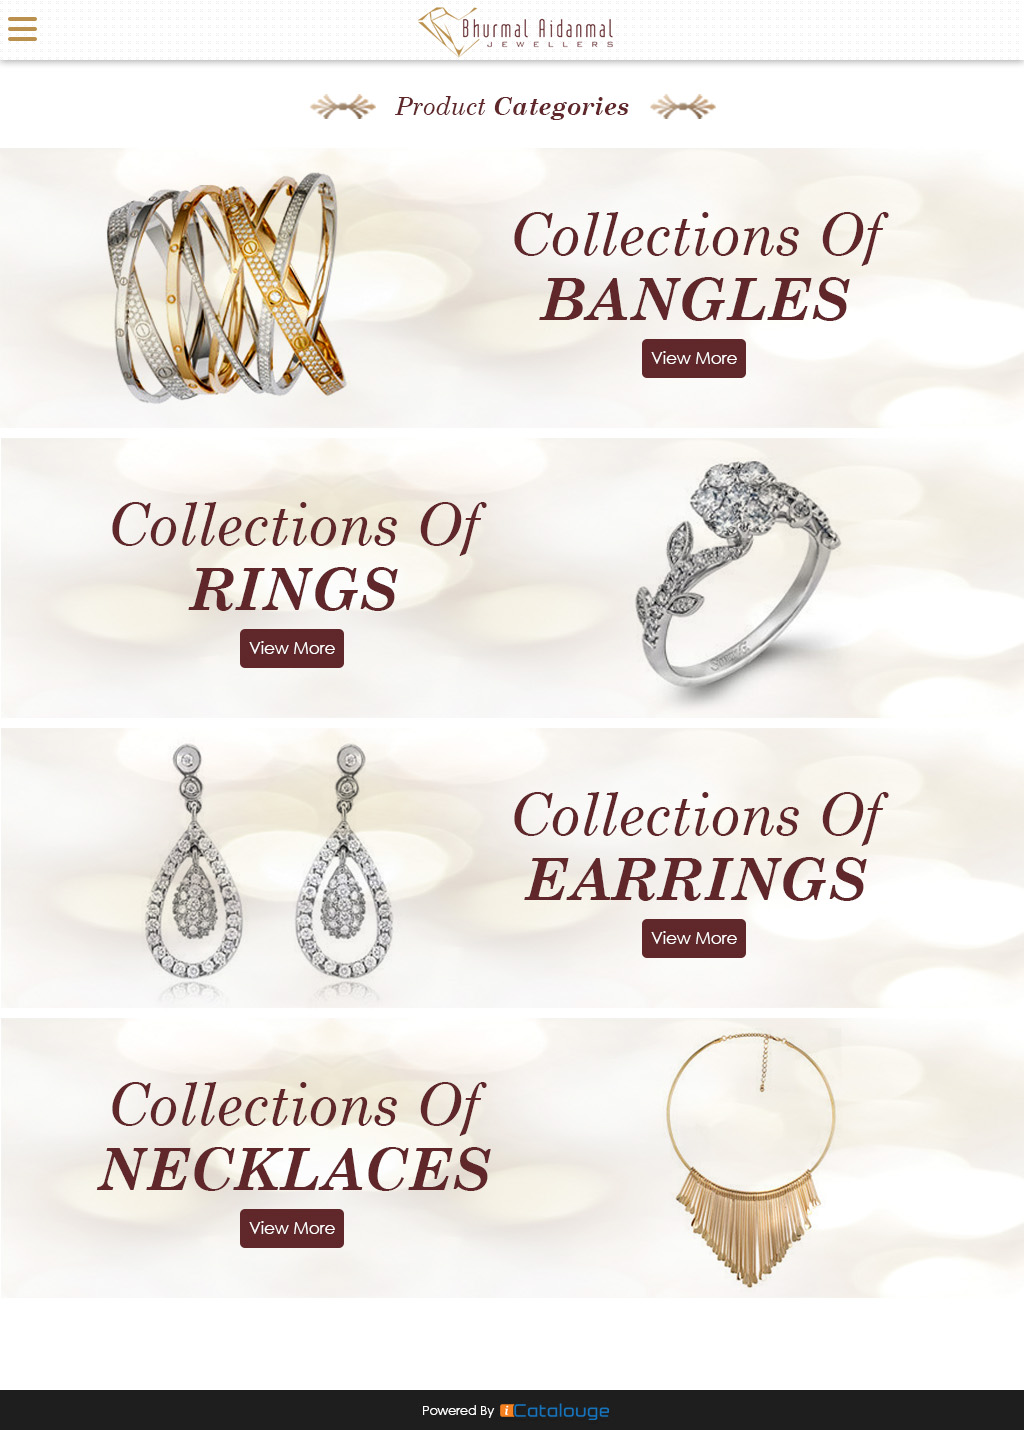 Bhurmal Aidanmal
JEWELLERS
Product Categories
Collections Of
BANGLES
View More
Collections Of
RINGS
View More
Collections Of
EARRINGS
View More
Collections Of
NECKLACES
View More
Powered By iCatalouge